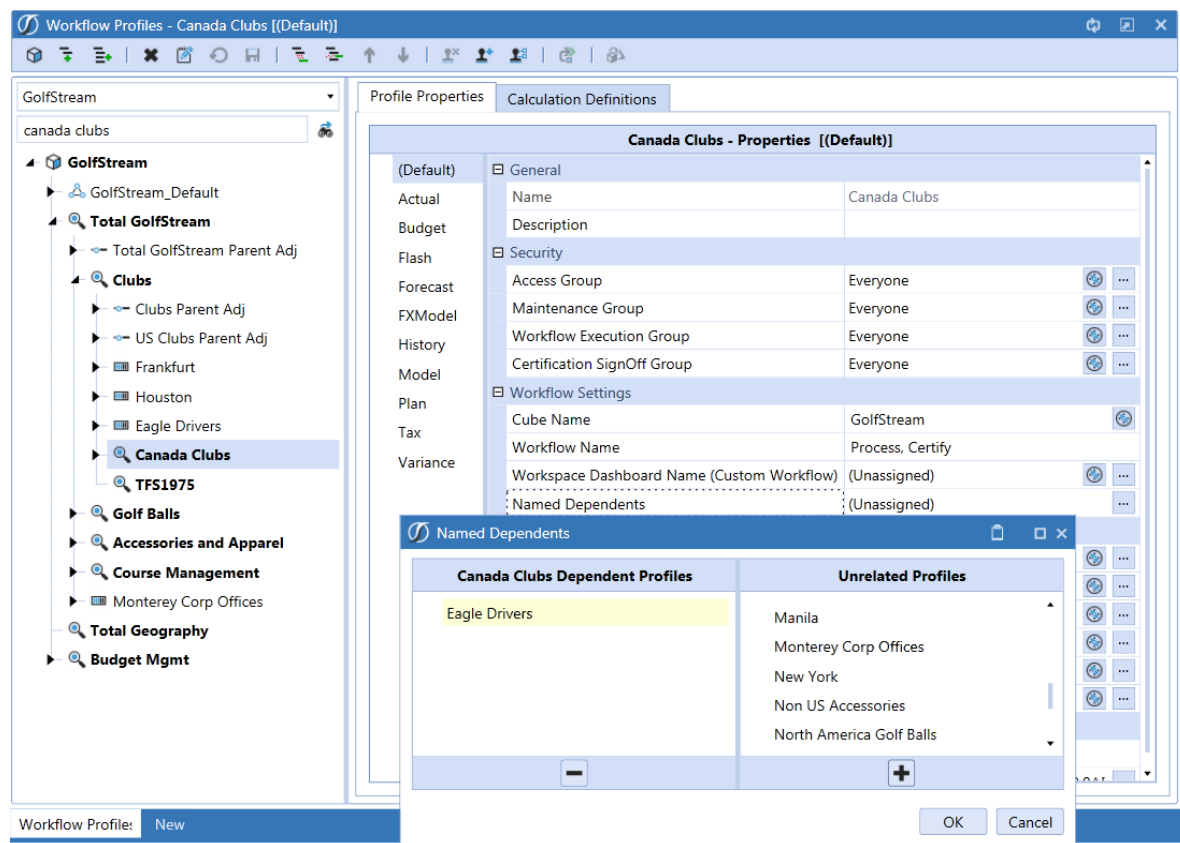 Workflow Profiles - Canada Clubs [(Default)]
GolfStream
canada clubs
GolfStream
GolfStream_Default
Total GolfStream
Total GolfStream Parent Adj
Clubs
Clubs Parent Adj
US Clubs Parent Adj
Frankfurt
Houston
Eagle Drivers
Canada Clubs
TFS1975
Golf Balls
Accessories and Apparel
Course Management
Monterey Corp Offices
Total Geography
Budget Mgmt
Profile Properties
Calculation Definitions
Canada Clubs - Properties [(Default)]
(Default)
Actual
Budget
Flash
Forecast
FXModel
History
Model
Plan
Tax
Variance
General
Name Canada Clubs
Description
Security
Access Group Everyone ...
Maintenance Group Everyone ...
Workflow Execution Group Everyone ...
Certification SignOff Group Everyone ...
Workflow Settings
Cube Name GolfStream
Workflow Name Process, Certify
Workspace Dashboard Name (Custom Workflow) (Unassigned) ...
Named Dependents (Unassigned) ...
Named Dependents
Canada Clubs Dependent Profiles
Eagle Drivers
Unrelated Profiles
Manila
Monterey Corp Offices
New York
Non US Accessories
North America Golf Balls
OK Cancel
Workflow Profiles New